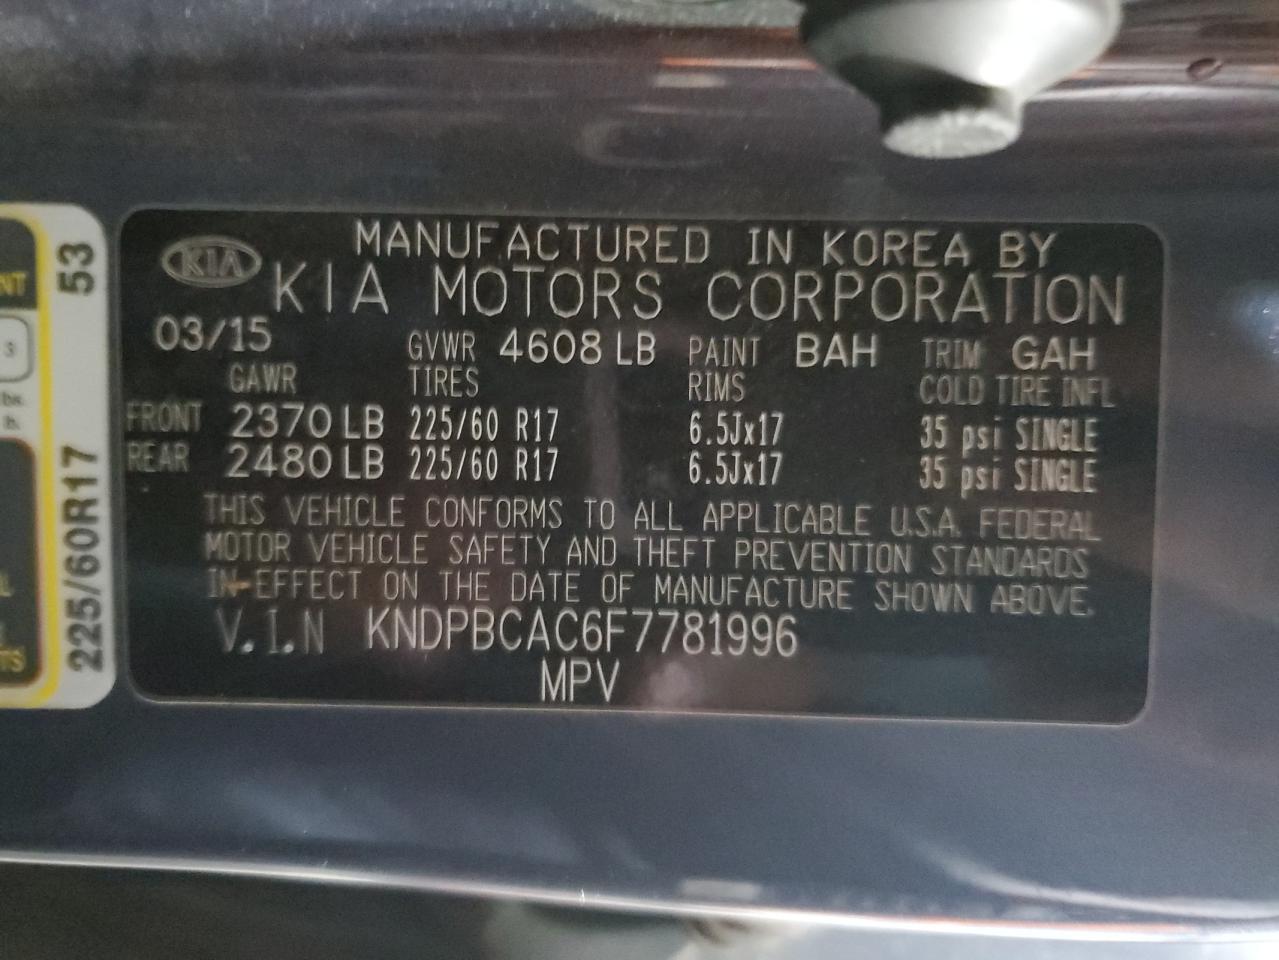 MANUFACTURED IN KOREA BY
KIA
KIA MOTORS CORPORATION
03/15 GVWR 4608 LB PAINT BAH TRIM GAH
GAWR TIRES RIMS COLD TIRE INFL
FRONT 2370 LB 225/60 R17 6.5Jx17 35 psi SINGLE
REAR 2480 LB 225/60 R17 6.5Jx17 35 psi SINGLE
THIS VEHICLE CONFORMS TO ALL APPLICABLE U.S.A. FEDERAL
MOTOR VEHICLE SAFETY AND THEFT PREVENTION STANDARDS
IN EFFECT ON THE DATE OF MANUFACTURE SHOWN ABOVE.
V.I.N KNDPBCAC6F7781996
MPV
225/60R17 53
3